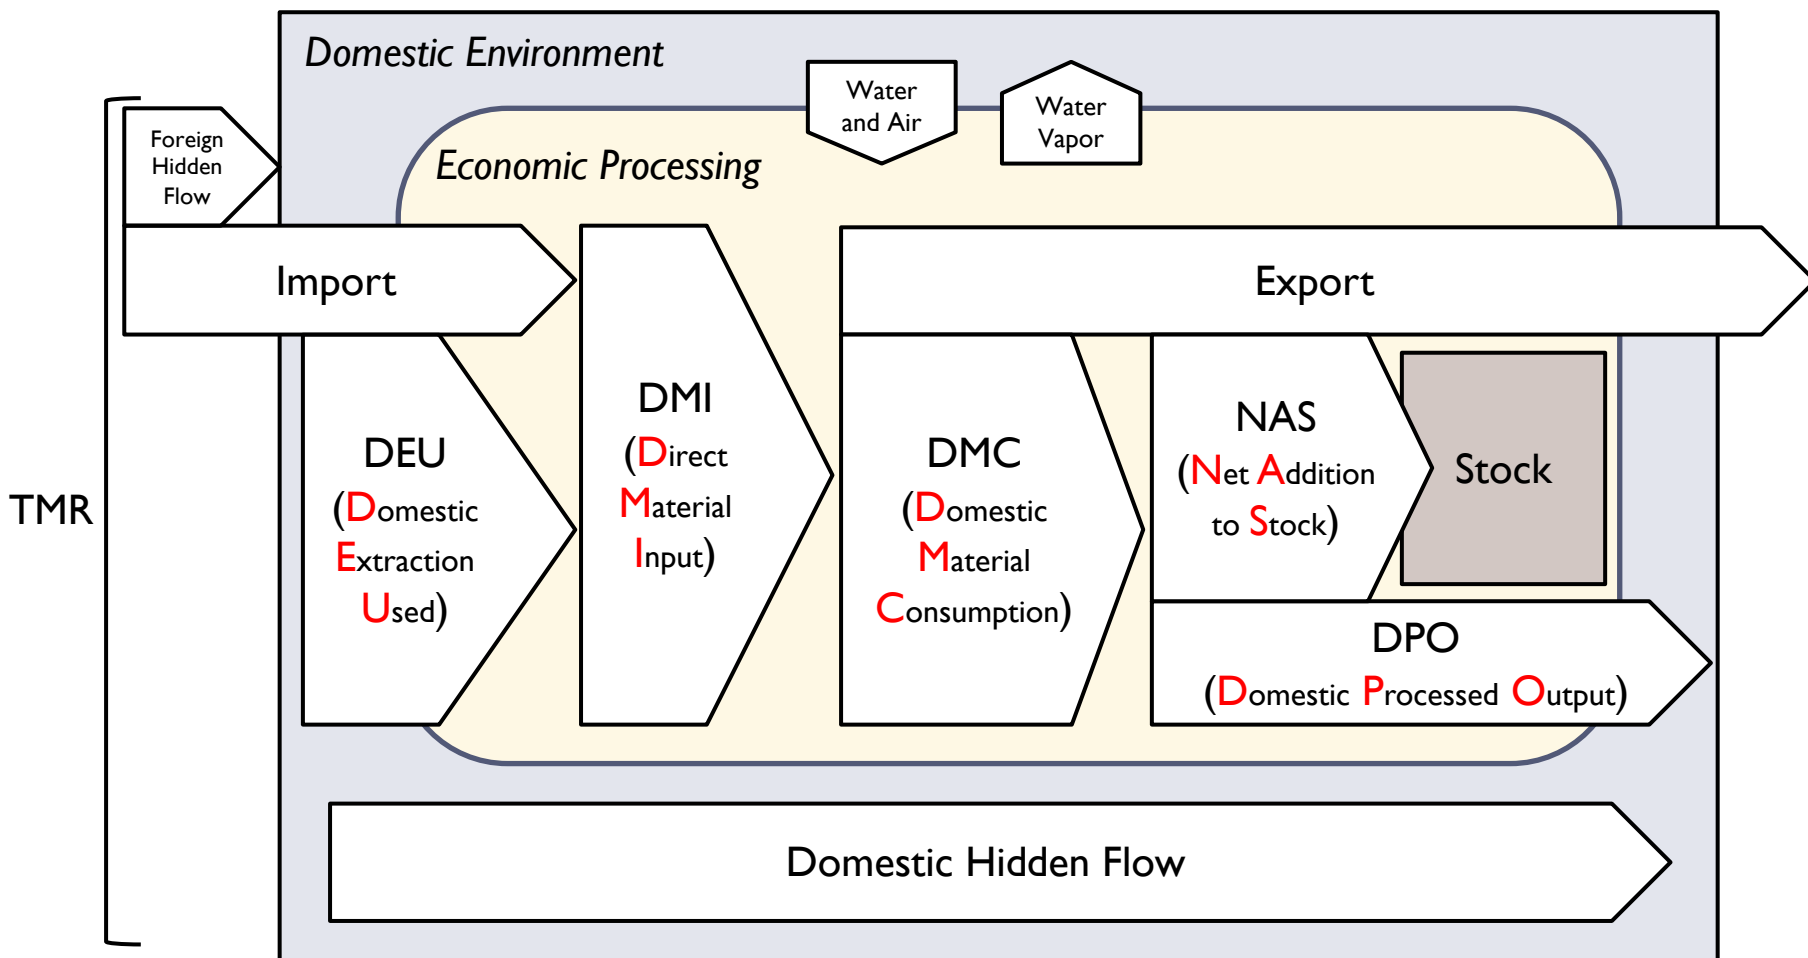 Domestic Environment
Water
and Air
Water
Vapor
Foreign
Hidden
Flow
Economic Processing
Import
Export
TMR
DEU
(Domestic
Extraction
Used)
DMI
(Direct
Material
Input)
DMC
(Domestic
Material
Consumption)
NAS
(Net Addition
to Stock)
Stock
DPO
(Domestic Processed Output)
Domestic Hidden Flow